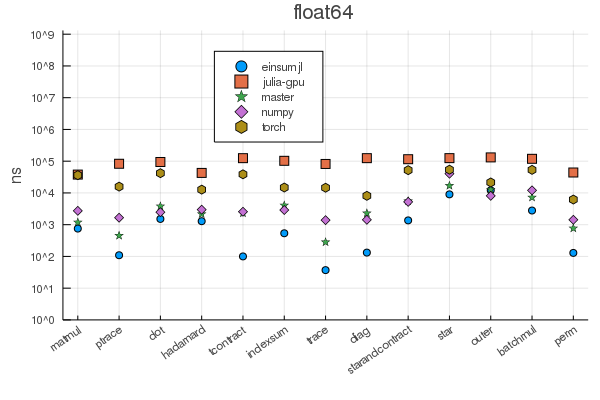 float64
10^9
10^8
10^7
10^6
10^5
10^4
10^3
10^2
10^1
10^0
ns
einsum.jl
julia-gpu
master
numpy
torch
matmul
ptrace
dot
hadamard
tcontract
indexsum
trace
diag
starandcontract
star
outer
batchmul
perm